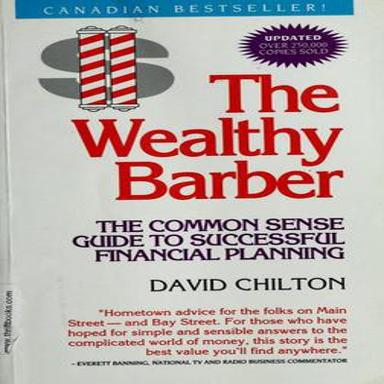 CANADIAN BESTSELLER!
UPDATED
OVER 250,000
COPIES SOLD
The
Wealthy
Barber
THE COMMON SENSE
GUIDE TO SUCCESSFUL
FINANCIAL PLANNING
DAVID CHILTON
"Hometown advice for the folks on Main
Street — and Bay Street. For those who have
hoped for simple and sensible answers to the
complicated world of money, this story is the
best value you'll find anywhere."
– EVERETT BANNING, NATIONAL TV AND RADIO BUSINESS COMMENTATOR
www.thriftbooks.com